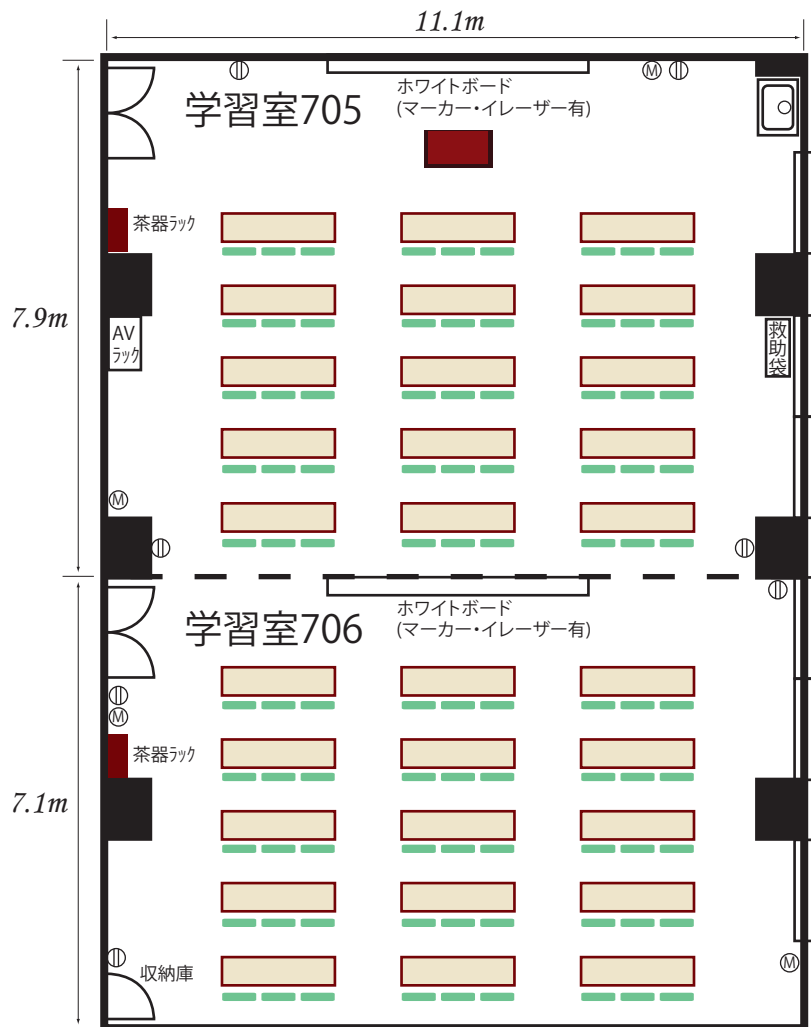 11.1m
学習室705
ホワイトボード
(マーカー・イレーザー有)
M
茶器ラック
7.9m
AV
ラック
救助袋
M
学習室706
ホワイトボード
(マーカー・イレーザー有)
M
茶器ラック
7.1m
収納庫
M